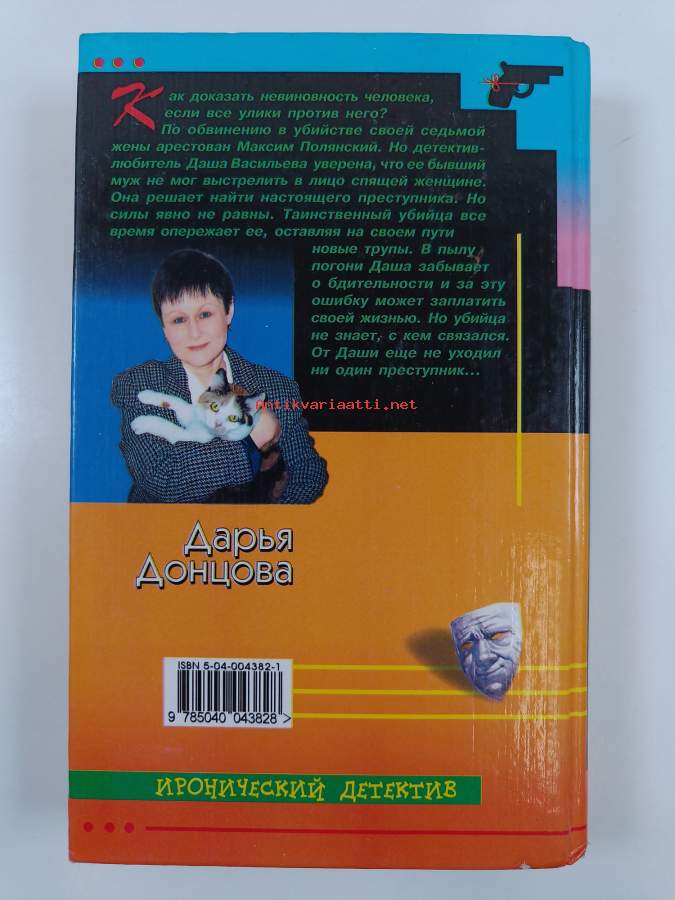 Как доказать невиновность человека,
если все улики против него?
По обвинению в убийстве своей седьмой
жены арестован Максим Полянский. Но детектив-
любитель Даша Васильева уверена, что ее бывший
муж не мог выстрелить в лицо спящей женщине.
Она решает найти настоящего преступника. Но
силы явно не равны. Таинственный убийца все
время опережает ее, оставляя на своем пути
новые трупы. В пылу
погони Даша забывает
о бдительности и за эту
ошибку может заплатить
своей жизнью. Но убийца
не знает, с кем связался.
От Даши еще не уходил
ни один преступник...
antikvariaatti.net
Дарья
Донцова
ISBN 5-04-004382-1
9 785040 043828 >
ИРОНИЧЕСКИЙ ДЕТЕКТИВ